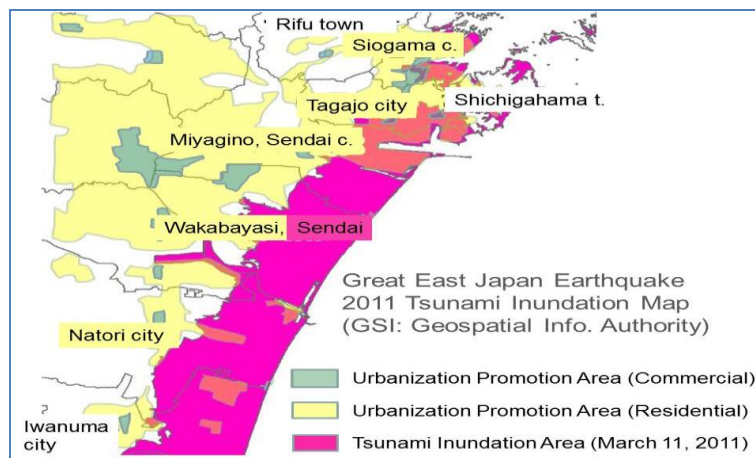 Rifu town
Siogama c.
Tagajo city
Shichigahama t.
Miyagino, Sendai c.
Wakabayasi, Sendai
Great East Japan Earthquake
2011 Tsunami Inundation Map
(GSI: Geospatial Info. Authority)
Natori city
Urbanization Promotion Area (Commercial)
Urbanization Promotion Area (Residential)
Iwanuma
city
Tsunami Inundation Area (March 11, 2011)